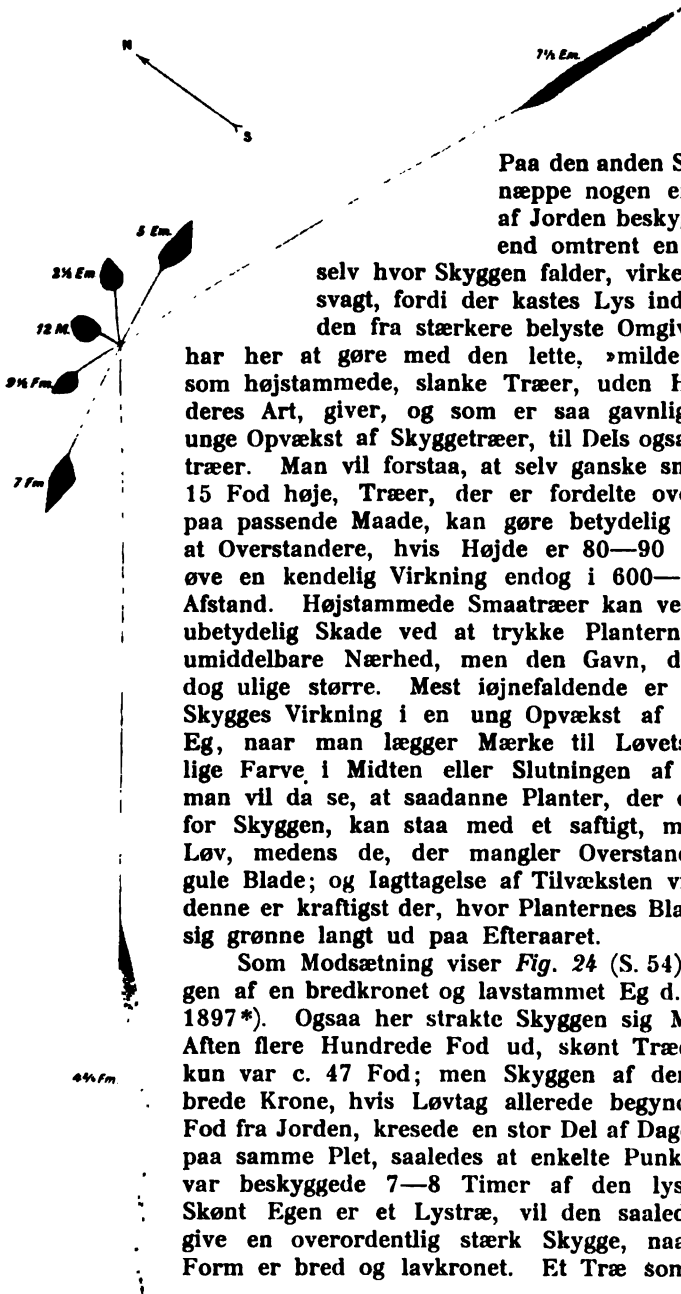 N
7½ Em.
S
Paa den anden S
næppe nogen e
af Jorden besky
end omtrent en
5 Em.
selv hvor Skyggen falder, virke
2½ Em
svagt, fordi der kastes Lys ind
12 M.
den fra stærkere belyste Omgiv
har her at gøre med den lette, »milde
9½ Fm.
som højstammede, slanke Træer, uden H
deres Art, giver, og som er saa gavnlig
unge Opvækst af Skyggetræer, til Dels ogsa
træer. Man vil forstaa, at selv ganske sm
7 Fm
15 Fod høje, Træer, der er fordelte ov
paa passende Maade, kan gøre betydelig
at Overstandere, hvis Højde er 80—90
øve en kendelig Virkning endog i 600—
Afstand. Højstammede Smaatræer kan ve
ubetydelig Skade ved at trykke Plantern
umiddelbare Nærhed, men den Gavn, d
dog ulige større. Mest iøjnefaldende er
Skygges Virkning i en ung Opvækst af
Eg, naar man lægger Mærke til Løvets
lige Farve i Midten eller Slutningen af
man vil da se, at saadanne Planter, der
for Skyggen, kan staa med et saftigt, m
Løv, medens de, der mangler Overstand
gule Blade; og Iagttagelse af Tilvæksten v
denne er kraftigst der, hvor Planternes Bla
sig grønne langt ud paa Efteraaret.
Som Modsætning viser Fig. 24 (S. 54)
gen af en bredkronet og lavstammet Eg d.
1897*). Ogsaa her strakte Skyggen sig M
Aften flere Hundrede Fod ud, skønt Træ
kun var c. 47 Fod; men Skyggen af den
4¾ Fm
brede Krone, hvis Løvtag allerede begyn
Fod fra Jorden, kresede en stor Del af Dag
paa samme Plet, saaledes at enkelte Punk
var beskyggede 7—8 Timer af den lys
Skønt Egen er et Lystræ, vil den saaled
give en overordentlig stærk Skygge, naa
Form er bred og lavkronet. Et Træ som